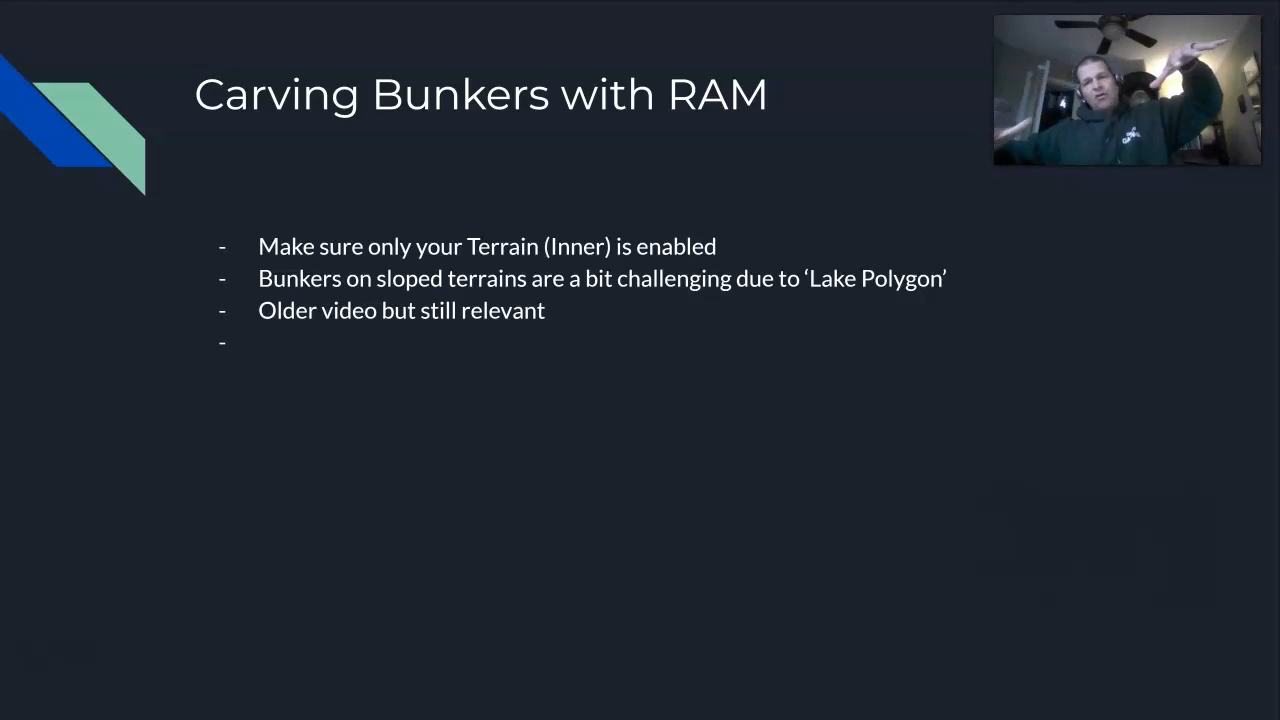 Carving Bunkers with RAM
- Make sure only your Terrain (Inner) is enabled
- Bunkers on sloped terrains are a bit challenging due to ‘Lake Polygon’
- Older video but still relevant
-